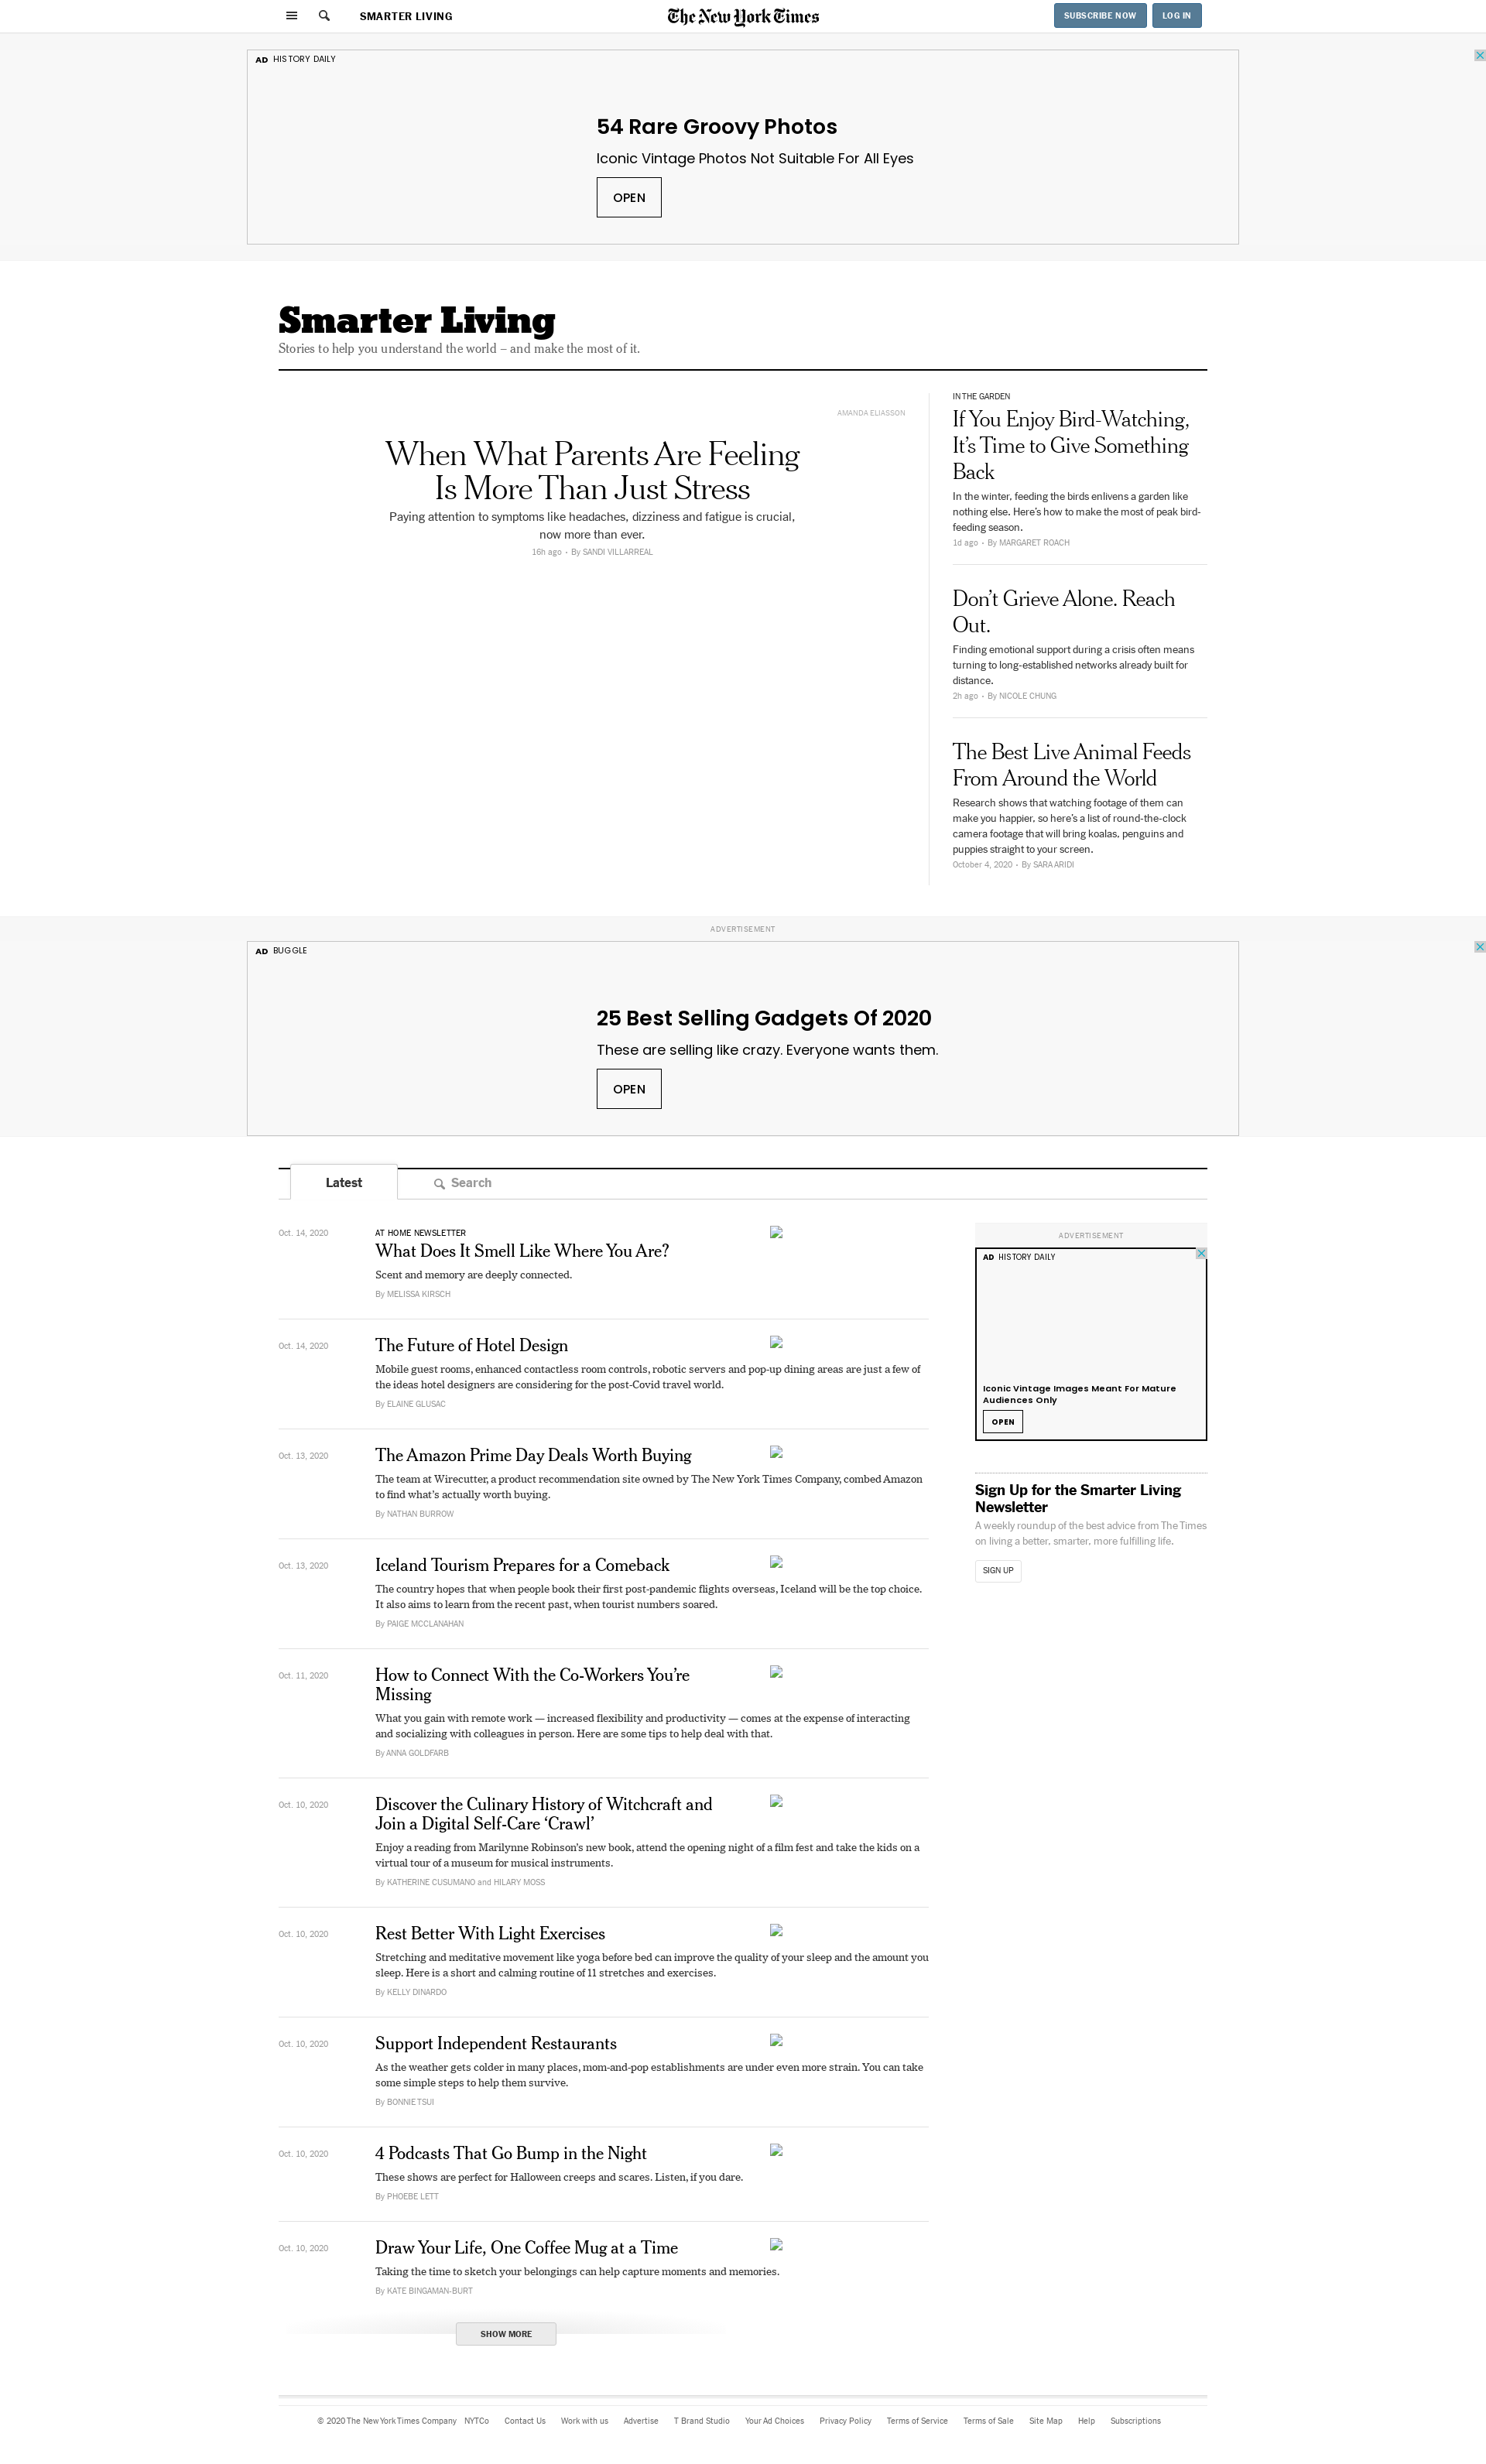 SMARTER LIVING
The New York Times
SUBSCRIBE NOW
LOG IN
AD HISTORY DAILY
54 Rare Groovy Photos
Iconic Vintage Photos Not Suitable For All Eyes
OPEN
Smarter Living
Stories to help you understand the world – and make the most of it.
AMANDA ELIASSON
When What Parents Are Feeling
Is More Than Just Stress
Paying attention to symptoms like headaches, dizziness and fatigue is crucial,
now more than ever.
16h ago • By SANDI VILLARREAL
IN THE GARDEN
If You Enjoy Bird-Watching,
It’s Time to Give Something
Back
In the winter, feeding the birds enlivens a garden like
nothing else. Here’s how to make the most of peak bird-
feeding season.
1d ago • By MARGARET ROACH
Don’t Grieve Alone. Reach
Out.
Finding emotional support during a crisis often means
turning to long-established networks already built for
distance.
2h ago • By NICOLE CHUNG
The Best Live Animal Feeds
From Around the World
Research shows that watching footage of them can
make you happier, so here’s a list of round-the-clock
camera footage that will bring koalas, penguins and
puppies straight to your screen.
October 4, 2020 • By SARA ARIDI
ADVERTISEMENT
AD BUGGLE
25 Best Selling Gadgets Of 2020
These are selling like crazy. Everyone wants them.
OPEN
Latest
Search
Oct. 14, 2020
AT HOME NEWSLETTER
What Does It Smell Like Where You Are?
Scent and memory are deeply connected.
By MELISSA KIRSCH
Oct. 14, 2020
The Future of Hotel Design
Mobile guest rooms, enhanced contactless room controls, robotic servers and pop-up dining areas are just a few of
the ideas hotel designers are considering for the post-Covid travel world.
By ELAINE GLUSAC
Oct. 13, 2020
The Amazon Prime Day Deals Worth Buying
The team at Wirecutter, a product recommendation site owned by The New York Times Company, combed Amazon
to find what’s actually worth buying.
By NATHAN BURROW
Oct. 13, 2020
Iceland Tourism Prepares for a Comeback
The country hopes that when people book their first post-pandemic flights overseas, Iceland will be the top choice.
It also aims to learn from the recent past, when tourist numbers soared.
By PAIGE MCCLANAHAN
Oct. 11, 2020
How to Connect With the Co-Workers You’re
Missing
What you gain with remote work — increased flexibility and productivity — comes at the expense of interacting
and socializing with colleagues in person. Here are some tips to help deal with that.
By ANNA GOLDFARB
Oct. 10, 2020
Discover the Culinary History of Witchcraft and
Join a Digital Self-Care ‘Crawl’
Enjoy a reading from Marilynne Robinson's new book, attend the opening night of a film fest and take the kids on a
virtual tour of a museum for musical instruments.
By KATHERINE CUSUMANO and HILARY MOSS
Oct. 10, 2020
Rest Better With Light Exercises
Stretching and meditative movement like yoga before bed can improve the quality of your sleep and the amount you
sleep. Here is a short and calming routine of 11 stretches and exercises.
By KELLY DINARDO
Oct. 10, 2020
Support Independent Restaurants
As the weather gets colder in many places, mom-and-pop establishments are under even more strain. You can take
some simple steps to help them survive.
By BONNIE TSUI
Oct. 10, 2020
4 Podcasts That Go Bump in the Night
These shows are perfect for Halloween creeps and scares. Listen, if you dare.
By PHOEBE LETT
Oct. 10, 2020
Draw Your Life, One Coffee Mug at a Time
Taking the time to sketch your belongings can help capture moments and memories.
By KATE BINGAMAN-BURT
SHOW MORE
ADVERTISEMENT
AD HISTORY DAILY
Iconic Vintage Images Meant For Mature
Audiences Only
OPEN
Sign Up for the Smarter Living
Newsletter
A weekly roundup of the best advice from The Times
on living a better, smarter, more fulfilling life.
SIGN UP
© 2020 The New York Times Company NYTCo Contact Us Work with us Advertise T Brand Studio Your Ad Choices Privacy Policy Terms of Service Terms of Sale Site Map Help Subscriptions